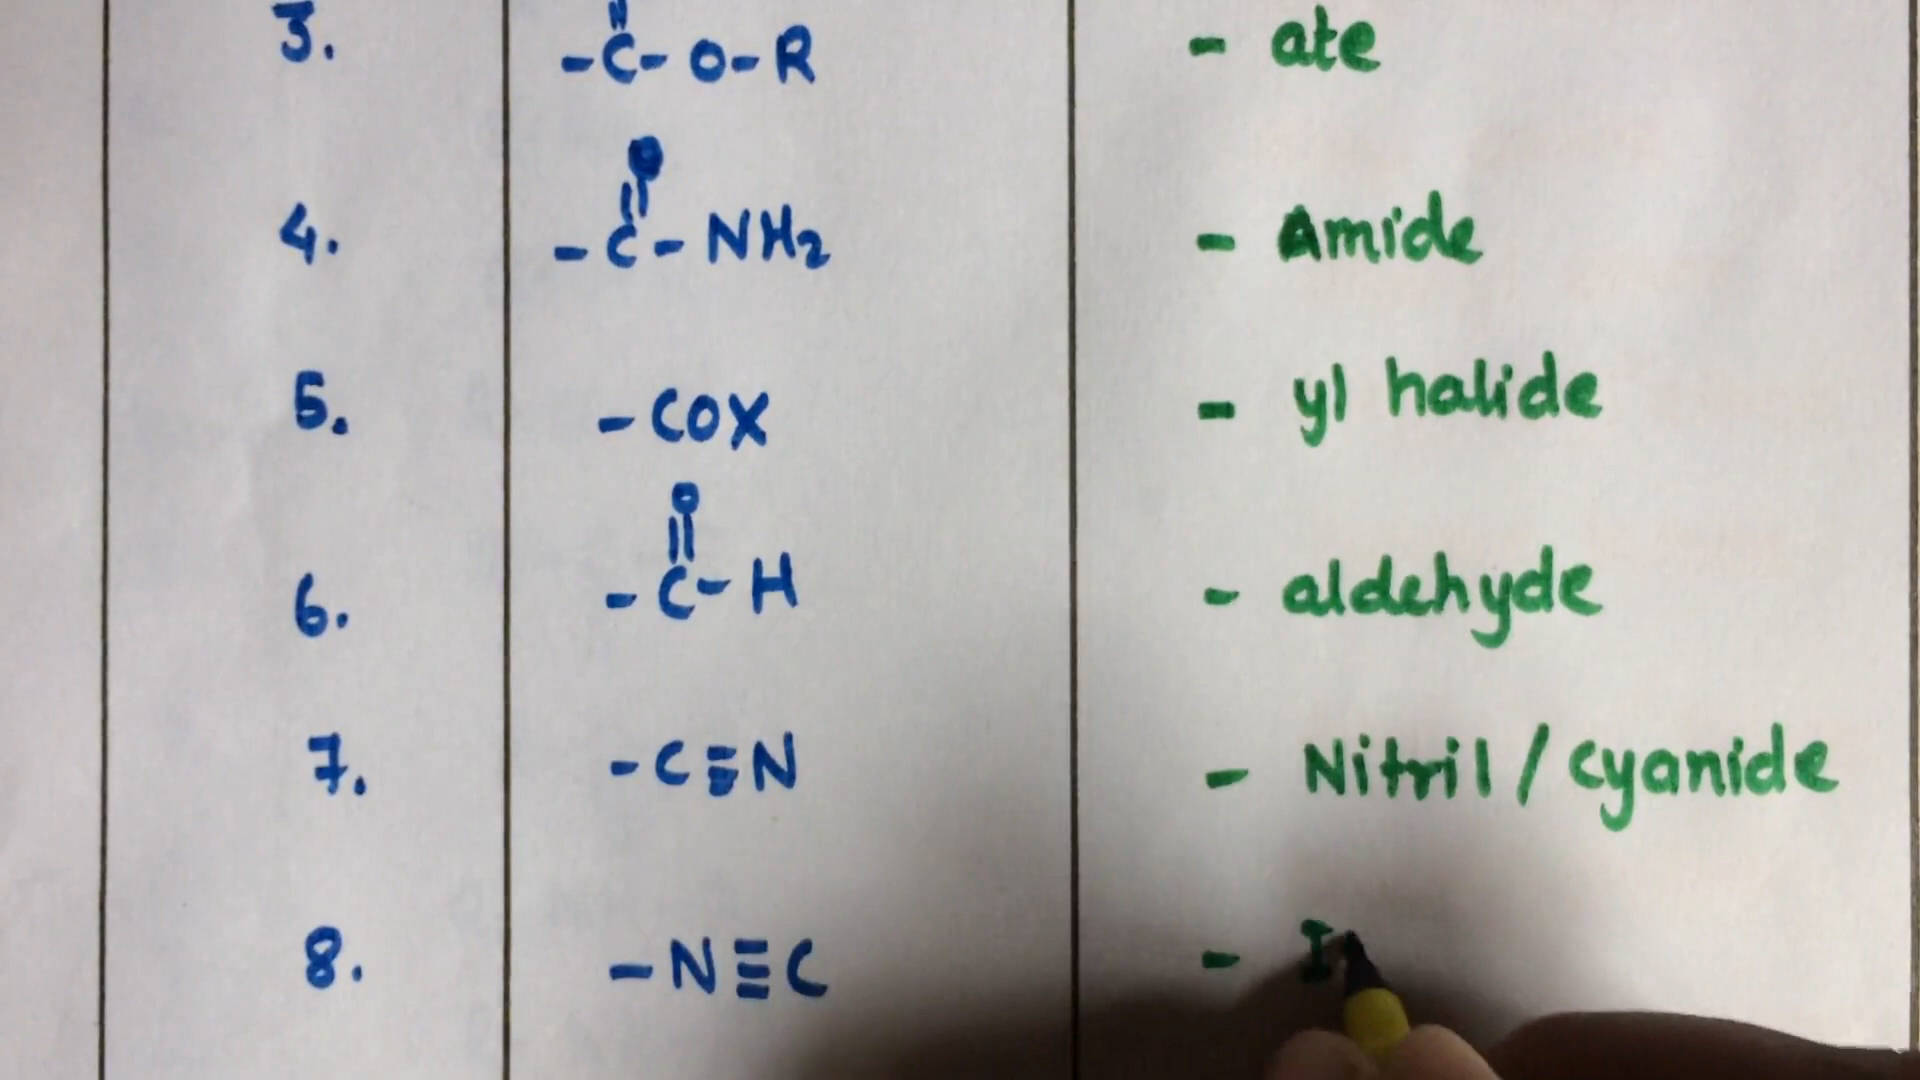 3. -C-O-R - ate
O
||
4. -C-NH2 - Amide
5. -COX - yl halide
O
||
6. -C-H - aldehyde
7. -C≡N - Nitril / cyanide
8. -N≡C - I